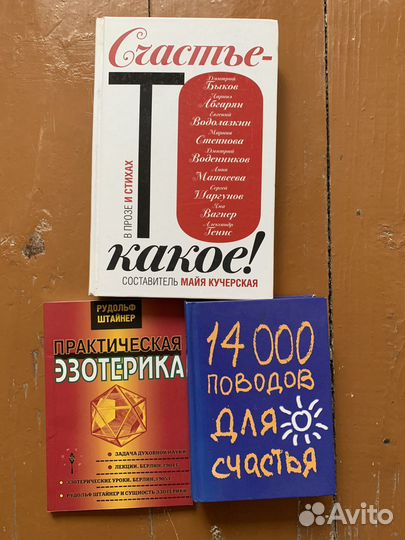 Счастье-
ТО
какое!
В ПРОЗЕ И СТИХАХ
Дмитрий
Быков
Наринэ
Абгарян
Евгений
Водолазкин
Марина
Степнова
Дмитрий
Воденников
Анна
Матвеева
Сергей
Шаргунов
Яна
Вагнер
Александр
Генис
СОСТАВИТЕЛЬ МАЙЯ КУЧЕРСКАЯ
РУДОЛЬФ
ШТАЙНЕР
ПРАКТИЧЕСКАЯ
ЭЗОТЕРИКА
ЗАДАЧА ДУХОВНОЙ НАУКИ
ЛЕКЦИИ. БЕРЛИН,
ЭЗОТЕРИЧЕСКИЕ УРОКИ. БЕРЛИН,
РУДОЛЬФ ШТАЙНЕР И СУЩНОСТЬ ЭЗОТЕРИКИ
14 000
ПОВОДОВ
ДЛЯ
СЧАСТЬЯ
Avito